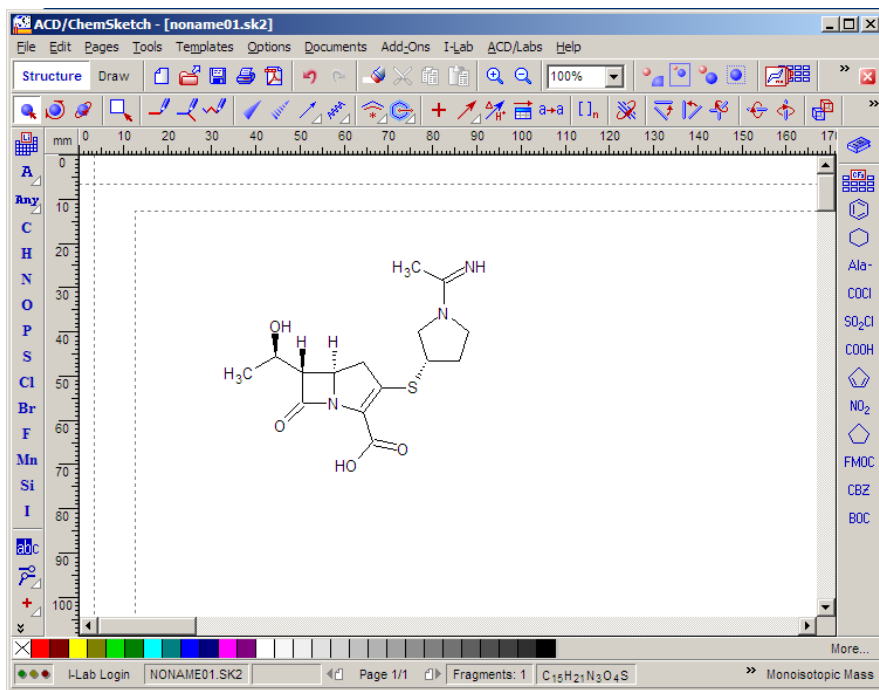 ACD/ChemSketch - [noname01.sk2]
File Edit Pages Tools Templates Options Documents Add-Ons I-Lab ACD/Labs Help
Structure Draw 100% »
a→a [ ]n »
mm 0 10 20 30 40 50 60 70 80 90 100 110 120 130 140 150 160 170
0
10
20
30
40
50
60
70
80
90
100
A
Any
C
H
N
O
P
S
Cl
Br
F
Mn
Si
I
abc
H₃C NH
N
OH
H H
H₃C
S
N
O
O
HO
CF₃
Ala-
COCl
SO₂Cl
COOH
NO₂
FMOC
CBZ
BOC
More...
I-Lab Login NONAME01.SK2 Page 1/1 Fragments: 1 C₁₅H₂₁N₃O₄S » Monoisotopic Mass